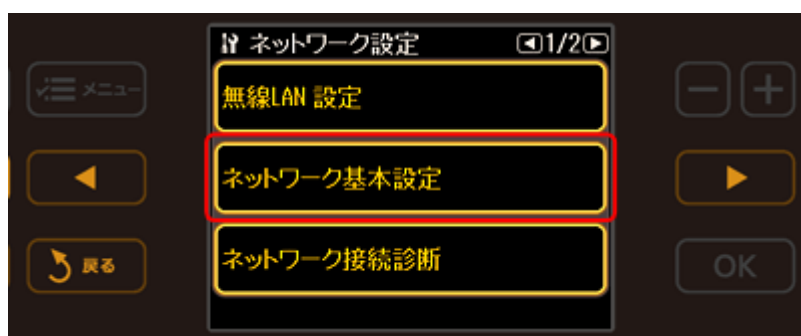 ネットワーク設定 1/2
メニュー
無線LAN 設定
ネットワーク基本設定
戻る
ネットワーク接続診断
OK